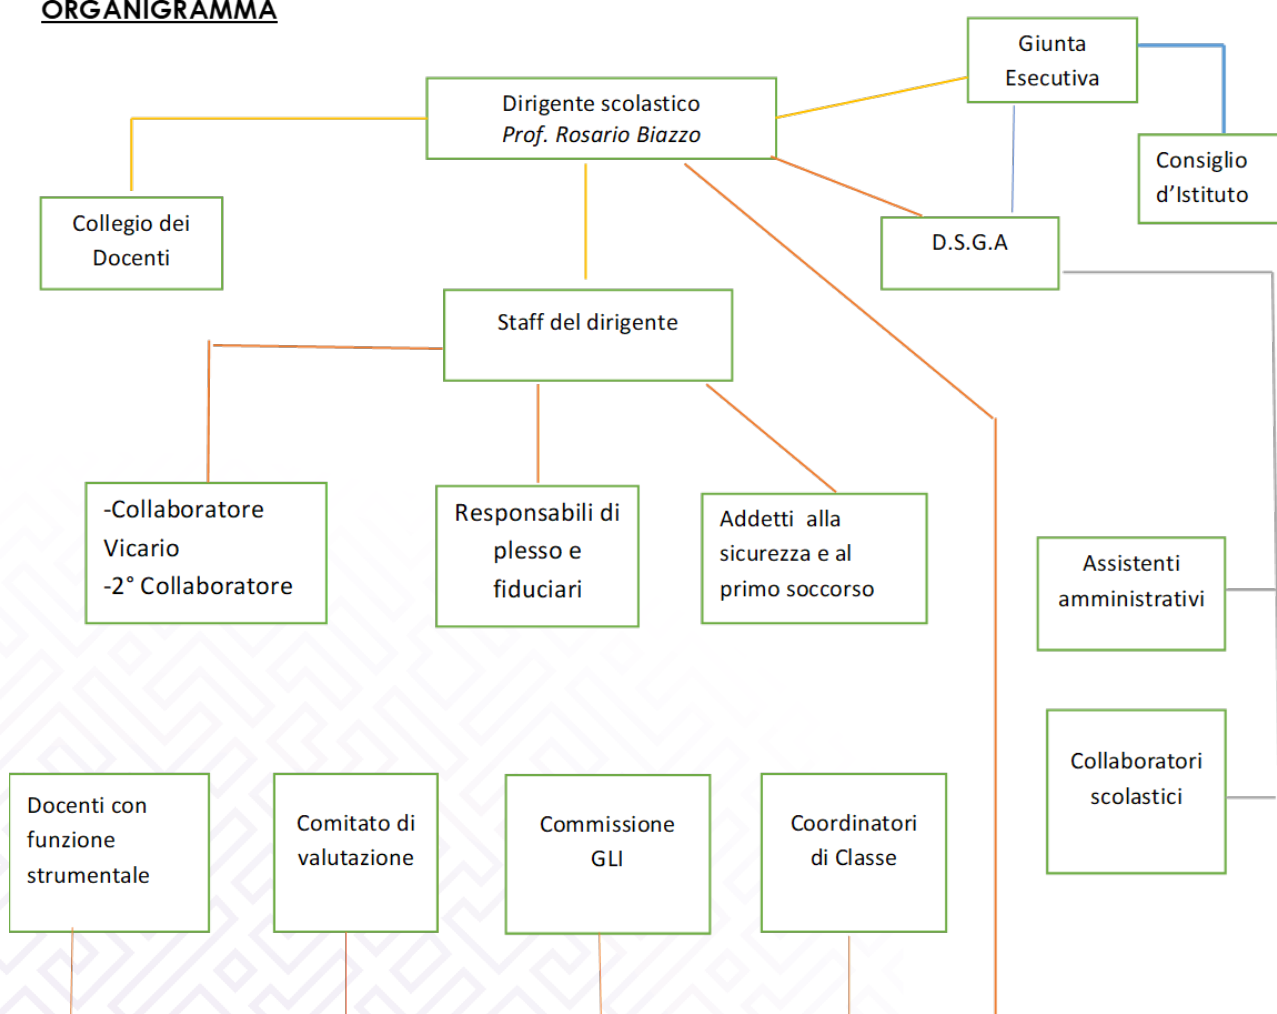 ORGANIGRAMMA
Giunta
Esecutiva
Dirigente scolastico
Prof. Rosario Biazzo
Consiglio
d’Istituto
Collegio dei
Docenti
D.S.G.A
Staff del dirigente
-Collaboratore
Vicario
-2° Collaboratore
Responsabili di
plesso e
fiduciari
Addetti alla
sicurezza e al
primo soccorso
Assistenti
amministrativi
Collaboratori
scolastici
Docenti con
funzione
strumentale
Comitato di
valutazione
Commissione
GLI
Coordinatori
di Classe